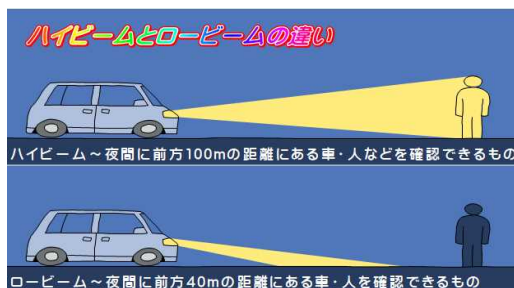 ハイビームとロービームの違い
ハイビーム～夜間に前方100mの距離にある車・人などを確認できるもの
ロービーム～夜間に前方40mの距離にある車・人を確認できるもの